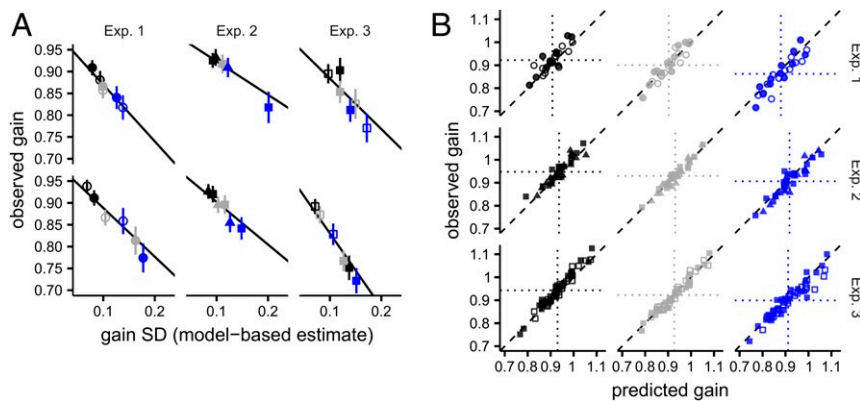 A
Exp. 1
Exp. 2
Exp. 3
observed gain
0.95
0.90
0.85
0.80
0.75
0.70
0.95
0.90
0.85
0.80
0.75
0.70
0.1 0.2 0.1 0.2 0.1 0.2
gain SD (model−based estimate)
B
observed gain
1.1
1
0.9
0.8
0.7
Exp. 1
1.1
1
0.9
0.8
0.7
Exp. 2
1.1
1
0.9
0.8
0.7
Exp. 3
0.7 0.8 0.9 1 1.1 0.7 0.8 0.9 1 1.1 0.7 0.8 0.9 1 1.1
predicted gain